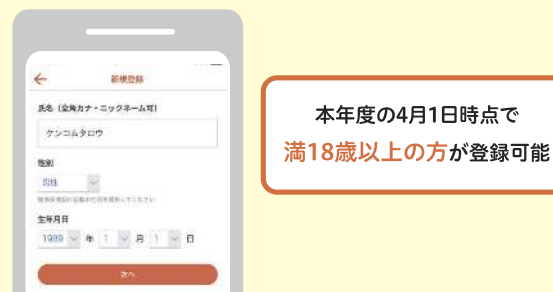 新規登録
氏名（全角カナ・ニックネーム可）
ケンコムタロウ
性別
男性
生年月日
1989 年 1 月 1 日
次へ
本年度の4月1日時点で
満18歳以上の方が登録可能